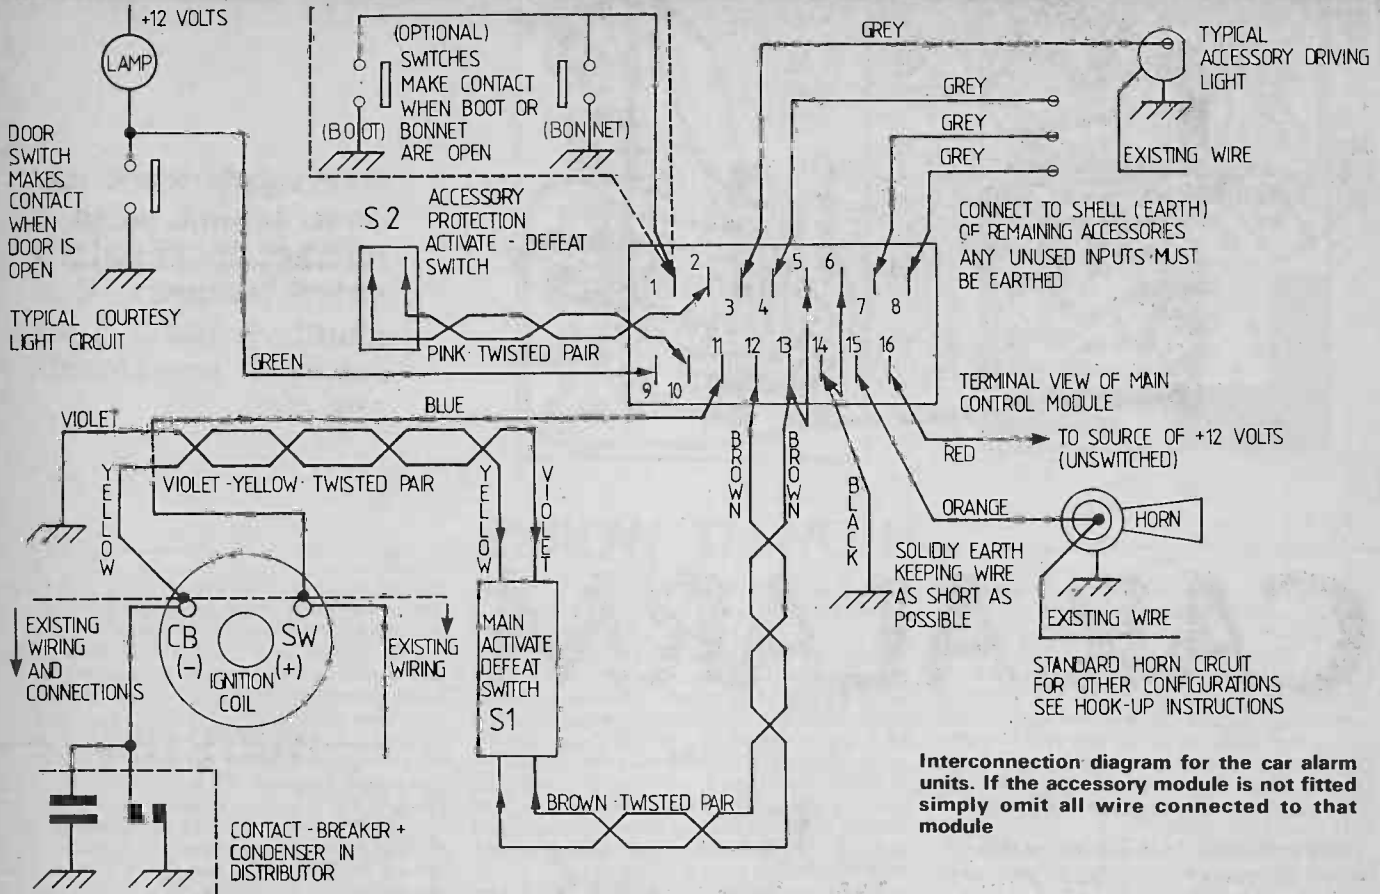 +12 VOLTS
LAMP
DOOR
SWITCH
MAKES
CONTACT
WHEN
DOOR IS
OPEN
TYPICAL COURTESY
LIGHT CIRCUIT
(OPTIONAL)
SWITCHES
MAKE CONTACT
WHEN BOOT OR
BONNET
ARE OPEN
(BOOT)
(BONNET)
S2
ACCESSORY
PROTECTION
ACTIVATE - DEFEAT
SWITCH
PINK TWISTED PAIR
GREEN
GREY
GREY
GREY
GREY
TYPICAL
ACCESSORY DRIVING
LIGHT
EXISTING WIRE
CONNECT TO SHELL (EARTH)
OF REMAINING ACCESSORIES
ANY UNUSED INPUTS MUST
BE EARTHED
1 2 3 4 5 6 7 8
9 10 11 12 13 14 15 16
TERMINAL VIEW OF MAIN
CONTROL MODULE
VIOLET
BLUE
YELLOW
VIOLET - YELLOW TWISTED PAIR
YELLOW
VIOLET
BROWN
BROWN
BLACK
RED
TO SOURCE OF +12 VOLTS
(UNSWITCHED)
ORANGE
HORN
SOLIDLY EARTH
KEEPING WIRE
AS SHORT AS
POSSIBLE
EXISTING WIRE
STANDARD HORN CIRCUIT
FOR OTHER CONFIGURATIONS
SEE HOOK-UP INSTRUCTIONS
EXISTING
WIRING
AND
CONNECTIONS
CB
(-)
SW
(+)
IGNITION
COIL
EXISTING
WIRING
MAIN
ACTIVATE
DEFEAT
SWITCH
S1
BROWN TWISTED PAIR
CONTACT - BREAKER +
CONDENSER IN
DISTRIBUTOR
Interconnection diagram for the car alarm
units. If the accessory module is not fitted
simply omit all wire connected to that
module